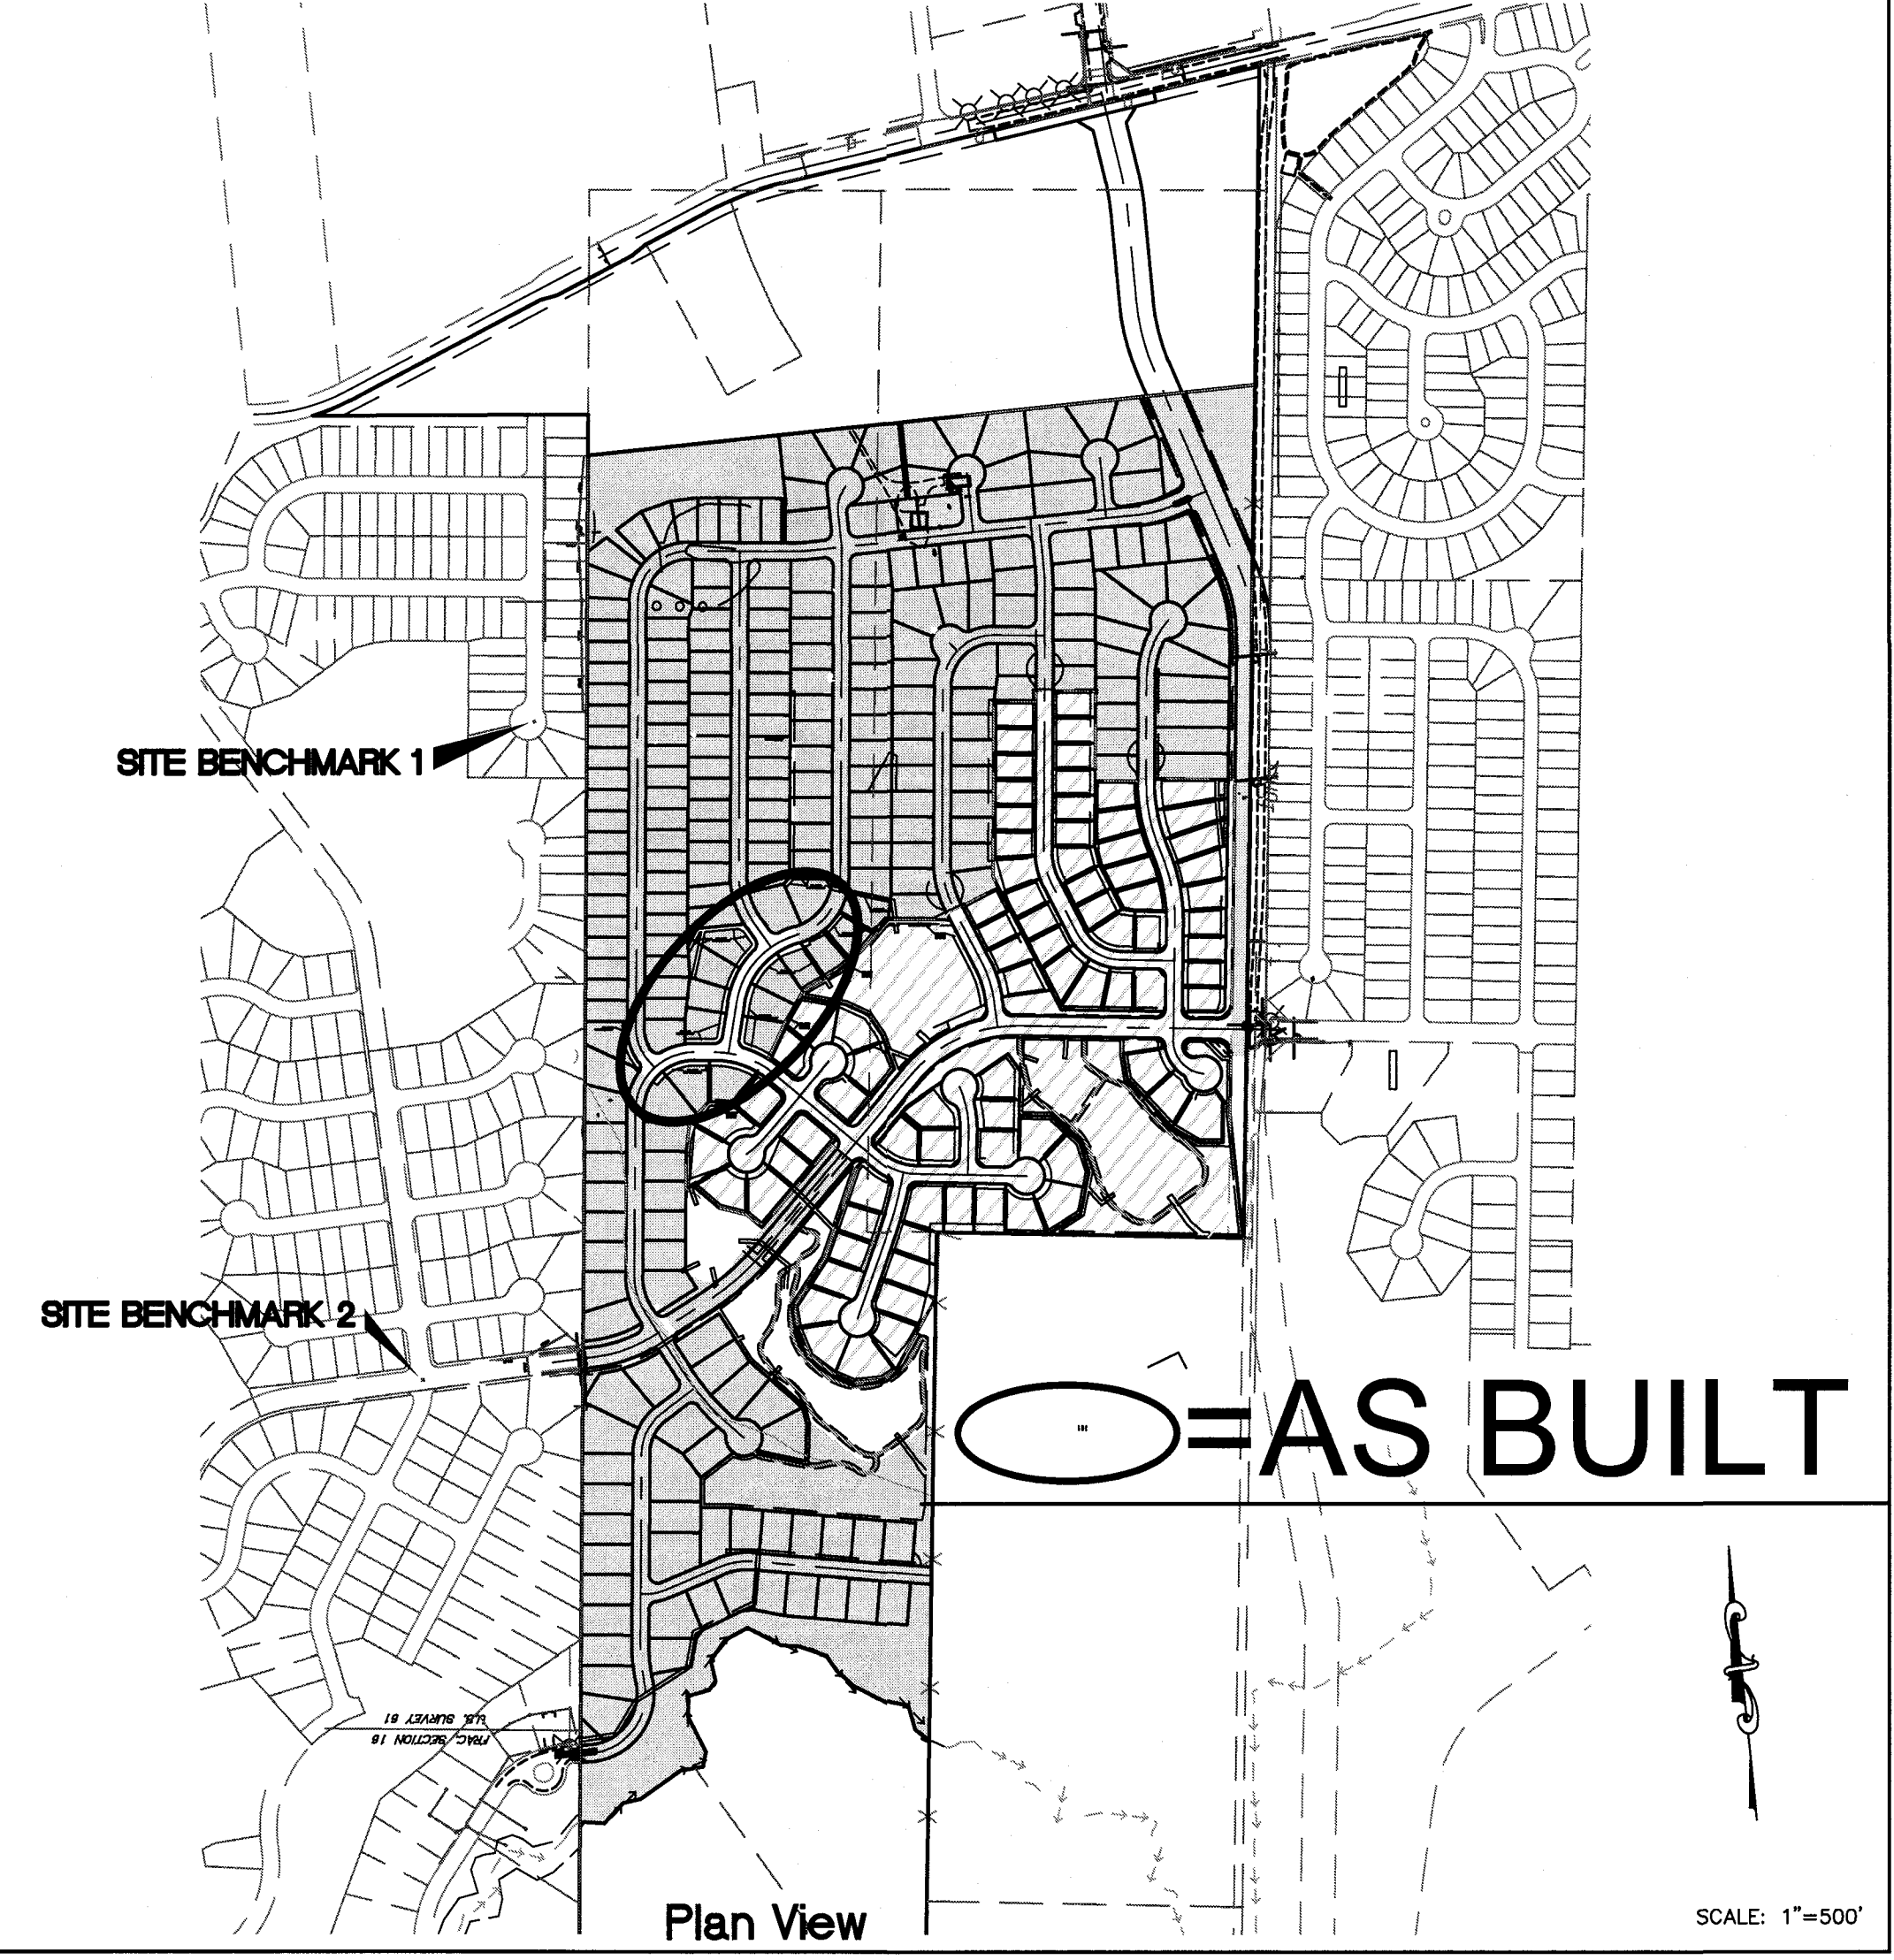 SITE BENCHMARK 1
SITE BENCHMARK 2
=AS BUILT
U.S. SURVEY 61
FRAC. SECTION 16
Plan View
SCALE: 1"=500'